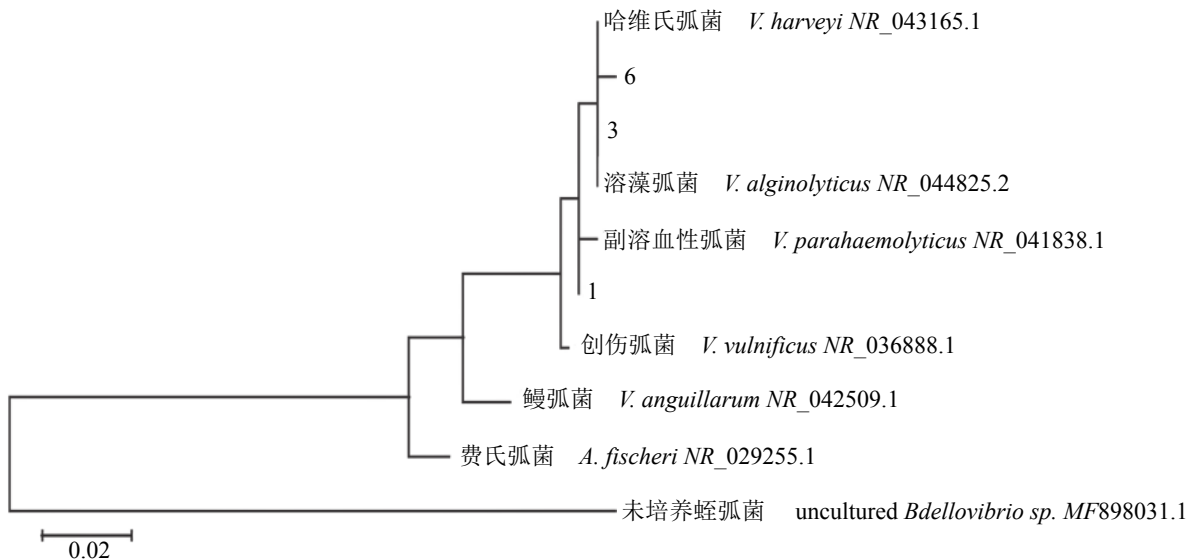 哈维氏弧菌 V. harveyi NR_043165.1
6
3
溶藻弧菌 V. alginolyticus NR_044825.2
副溶血性弧菌 V. parahaemolyticus NR_041838.1
1
创伤弧菌 V. vulnificus NR_036888.1
鳗弧菌 V. anguillarum NR_042509.1
费氏弧菌 A. fischeri NR_029255.1
未培养蛭弧菌 uncultured Bdellovibrio sp. MF898031.1
0.02